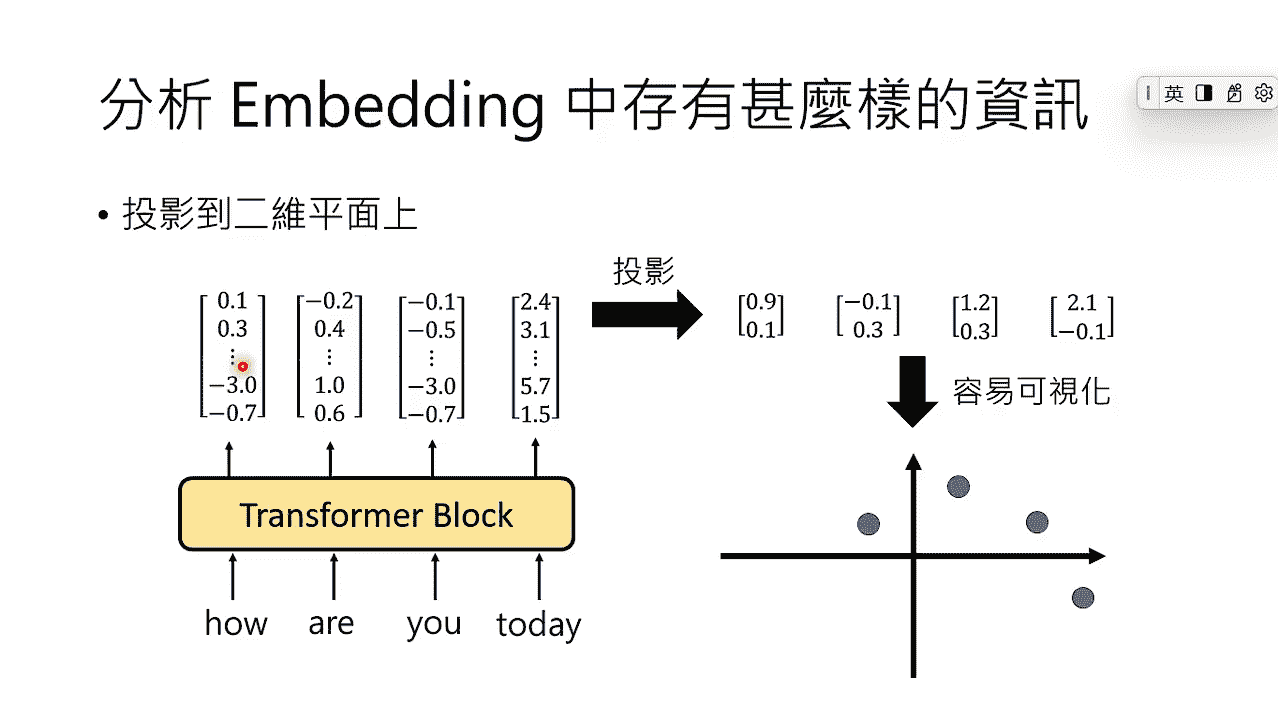 分析 Embedding 中存有甚麼樣的資訊
英
• 投影到二維平面上
投影
0.1 −0.2 −0.1 2.4 0.9 −0.1 1.2 2.1
0.3 0.4 −0.5 3.1 0.1 0.3 0.3 −0.1
⋮ ⋮ ⋮ ⋮
−3.0 1.0 −3.0 5.7
−0.7 0.6 −0.7 1.5
容易可視化
Transformer Block
how are you today